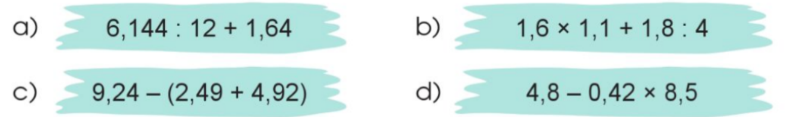 a) 6,144 : 12 + 1,64
b) 1,6 × 1,1 + 1,8 : 4
c) 9,24 – (2,49 + 4,92)
d) 4,8 – 0,42 × 8,5